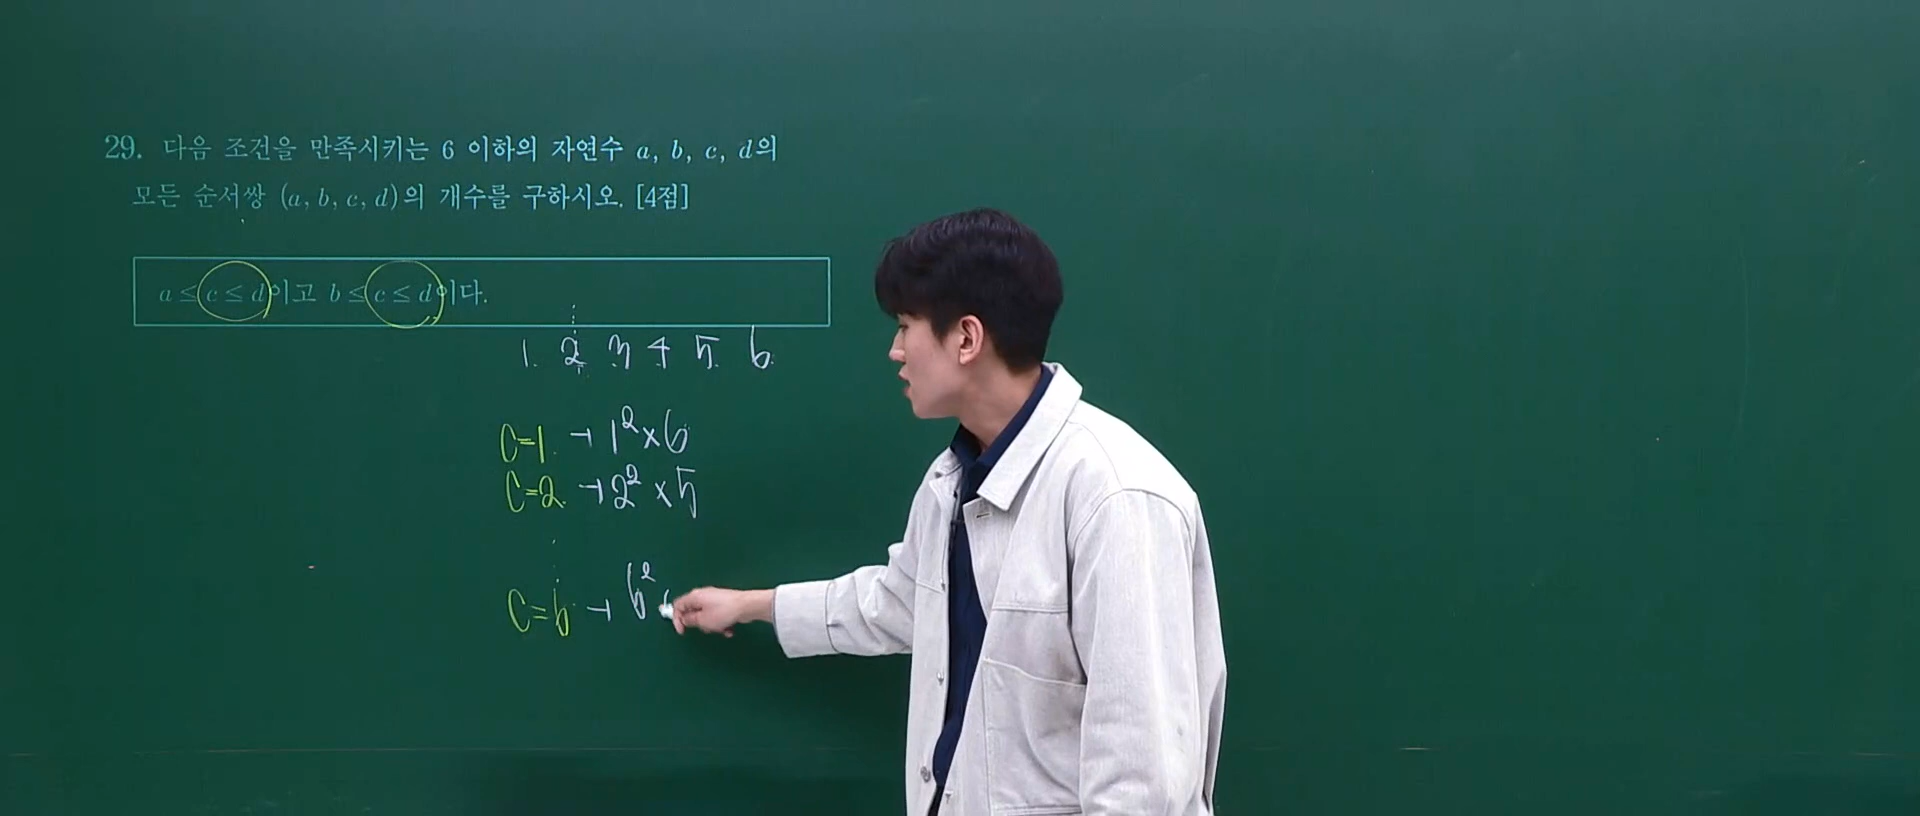 29. 다음 조건을 만족시키는 6 이하의 자연수 a, b, c, d의
모든 순서쌍 (a, b, c, d)의 개수를 구하시오. [4점]
a ≤ c ≤ d이고 b ≤ c ≤ d이다.
1. 2 3 4 5 6
C=1. → 1² × 6
C=2. → 2² × 5
C=6. → 6²